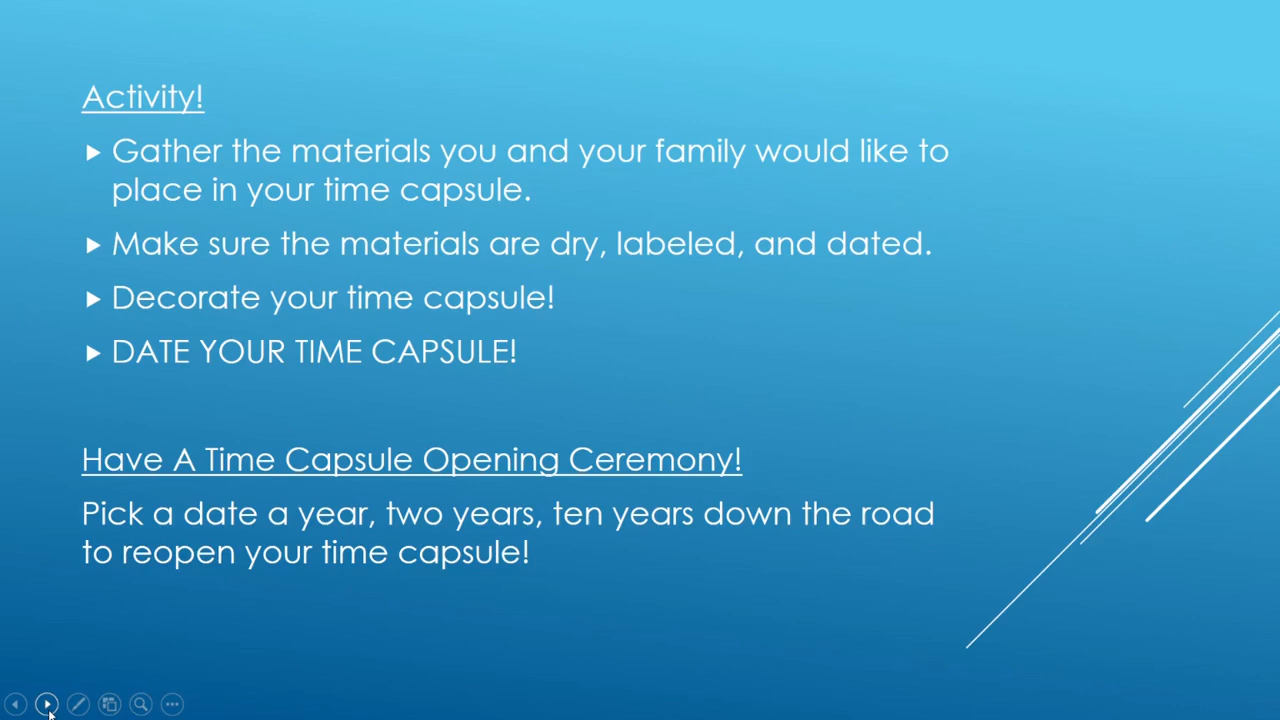 Activity!
Gather the materials you and your family would like to
place in your time capsule.
Make sure the materials are dry, labeled, and dated.
Decorate your time capsule!
DATE YOUR TIME CAPSULE!
Have A Time Capsule Opening Ceremony!
Pick a date a year, two years, ten years down the road
to reopen your time capsule!